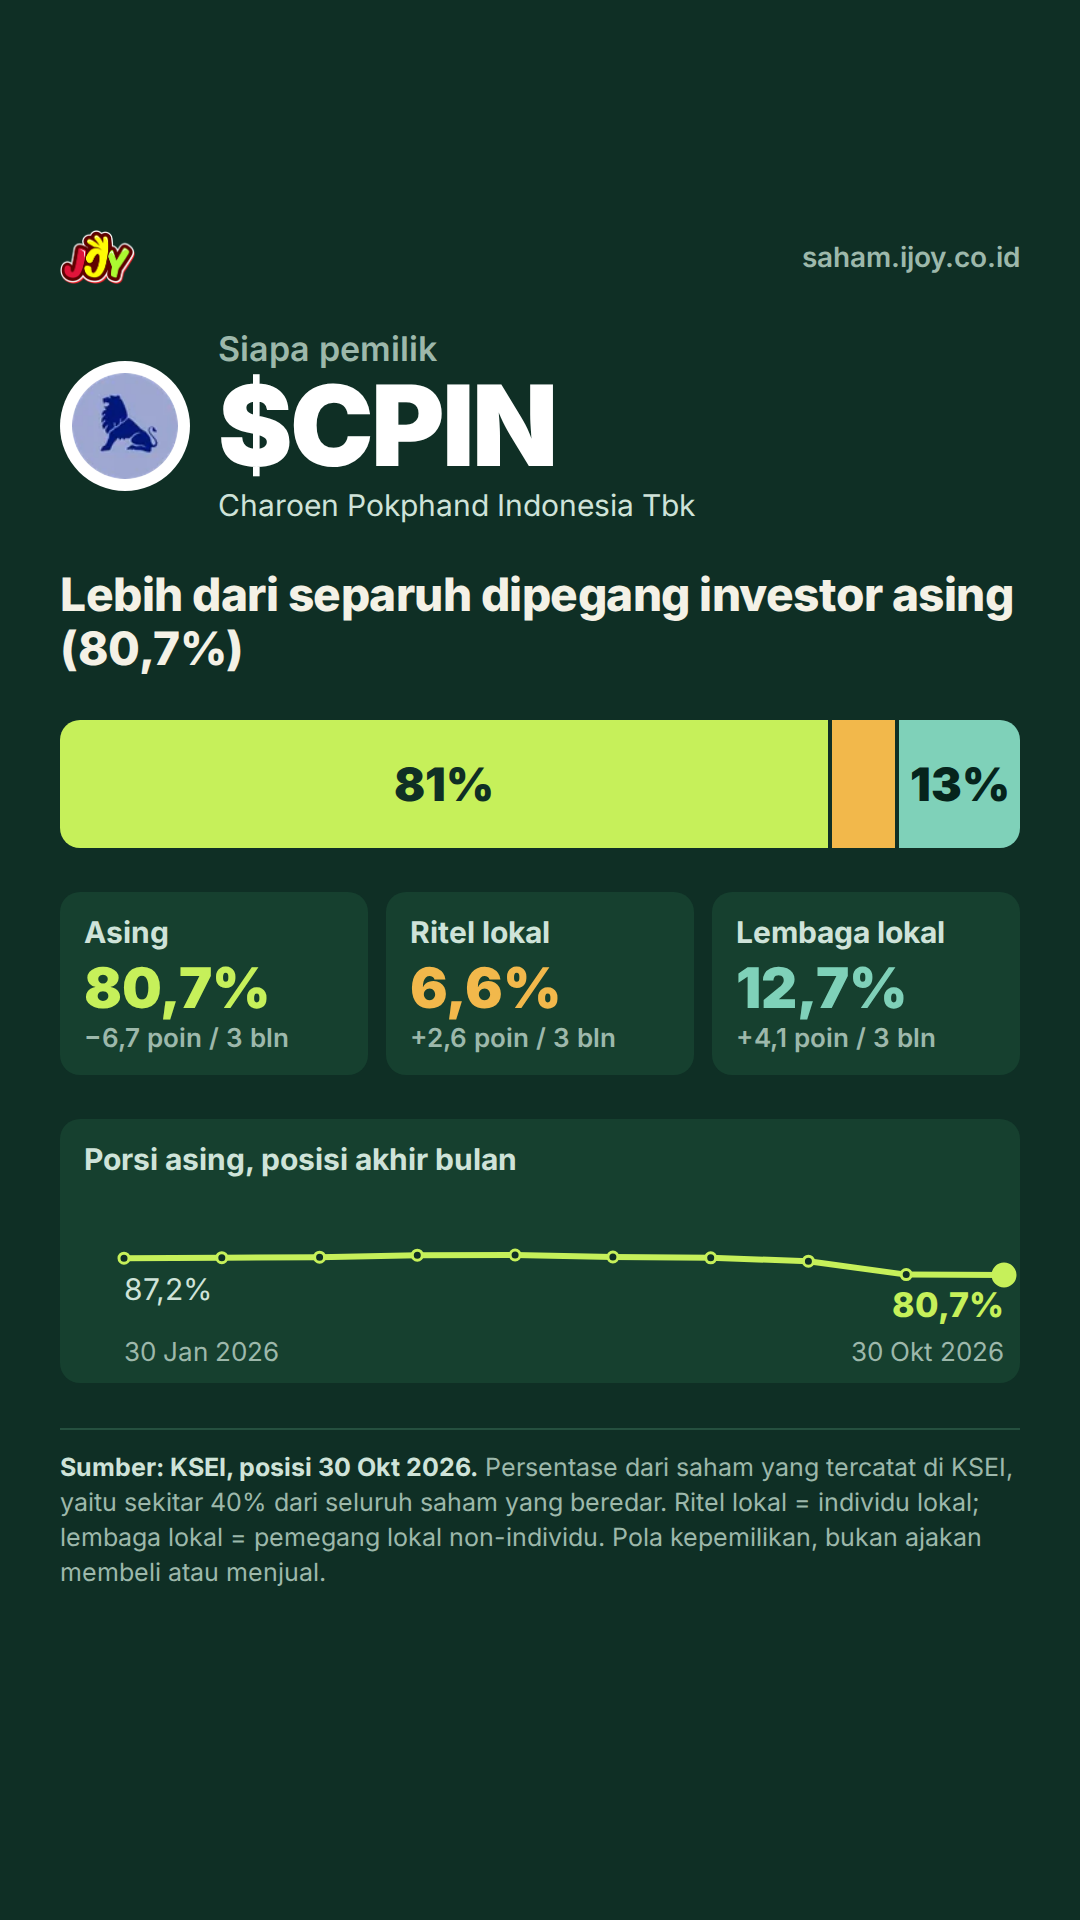 JOY
saham.ijoy.co.id
Siapa pemilik
$CPIN
Charoen Pokphand Indonesia Tbk
Lebih dari separuh dipegang investor asing
(80,7%)
81%
13%
Asing
80,7%
−6,7 poin / 3 bln
Ritel lokal
6,6%
+2,6 poin / 3 bln
Lembaga lokal
12,7%
+4,1 poin / 3 bln
Porsi asing, posisi akhir bulan
87,2%
80,7%
30 Jan 2026
30 Okt 2026
Sumber: KSEI, posisi 30 Okt 2026. Persentase dari saham yang tercatat di KSEI,
yaitu sekitar 40% dari seluruh saham yang beredar. Ritel lokal = individu lokal;
lembaga lokal = pemegang lokal non-individu. Pola kepemilikan, bukan ajakan
membeli atau menjual.